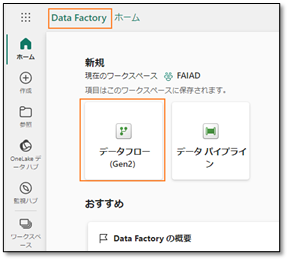 Data Factory ホーム
ホーム
作成
参照
OneLake デ
ータ ハブ
監視ハブ
ワークスペ
ース
新規
現在のワークスペース FAIAD
項目はこのワークスペースに保存されます。
データフロー
(Gen2)
データ パイプライ
ン
おすすめ
Data Factory の概要